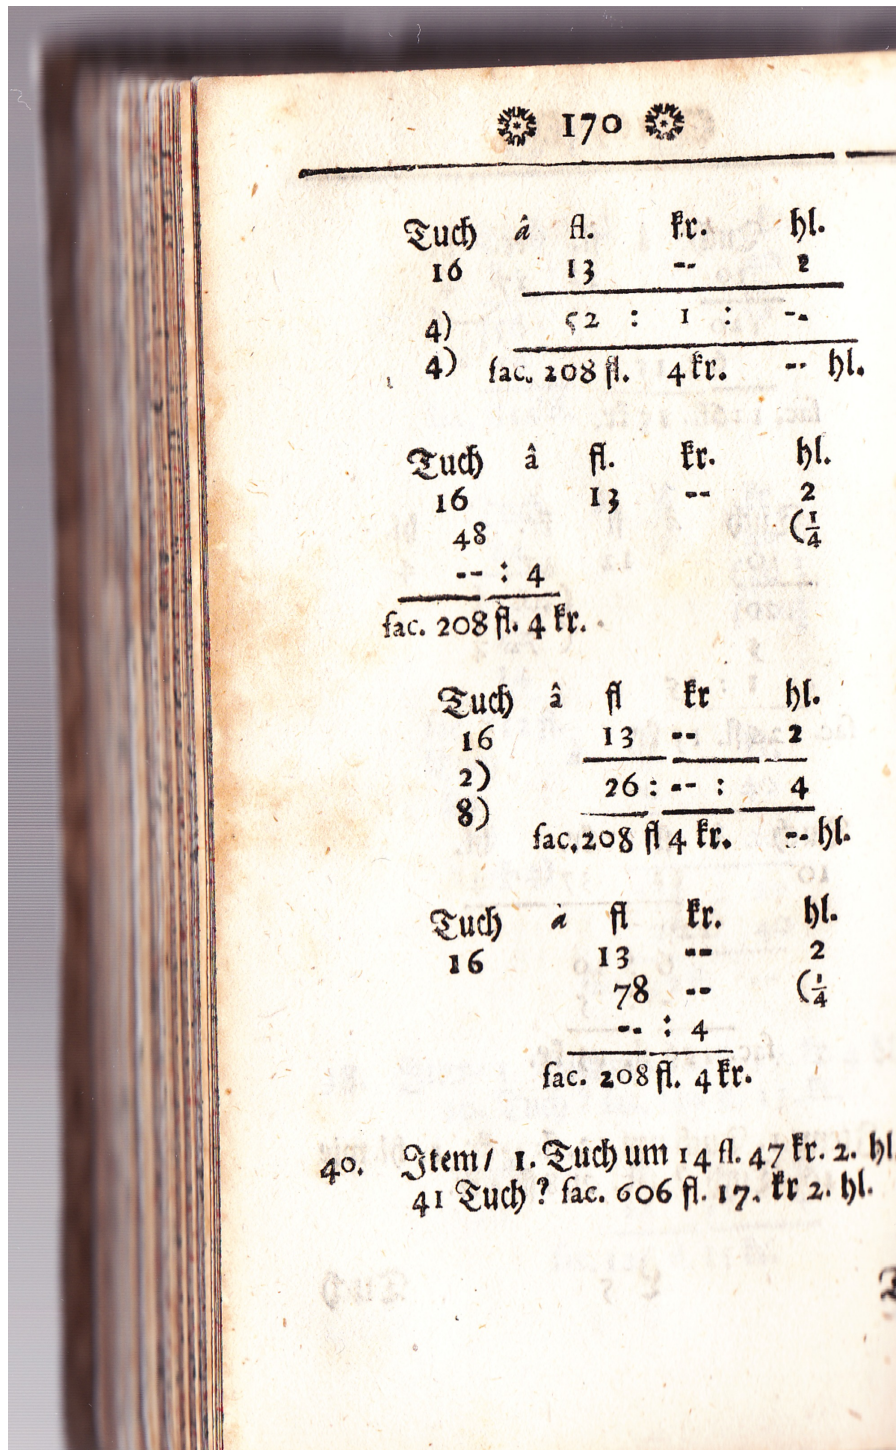 170
Tuch â fl. kr. hl.
16 13 -- 2
4) 52 : 1 : --
4) fac. 208 fl. 4 kr. -- hl.
Tuch â fl. kr. hl.
16 13 -- 2
48 (1/4
-- : 4
fac. 208 fl. 4 kr.
Tuch â fl kr hl.
16 13 -- 2
2) 26 : -- : 4
8) fac. 208 fl 4 kr. -- hl.
Tuch à fl kr. hl.
16 13 -- 2
78 -- (1/4
-- : 4
fac. 208 fl. 4 kr.
40. Item / 1. Tuch um 14 fl. 47 kr. 2. hl
41 Tuch ? fac. 606 fl. 17. kr 2. hl.